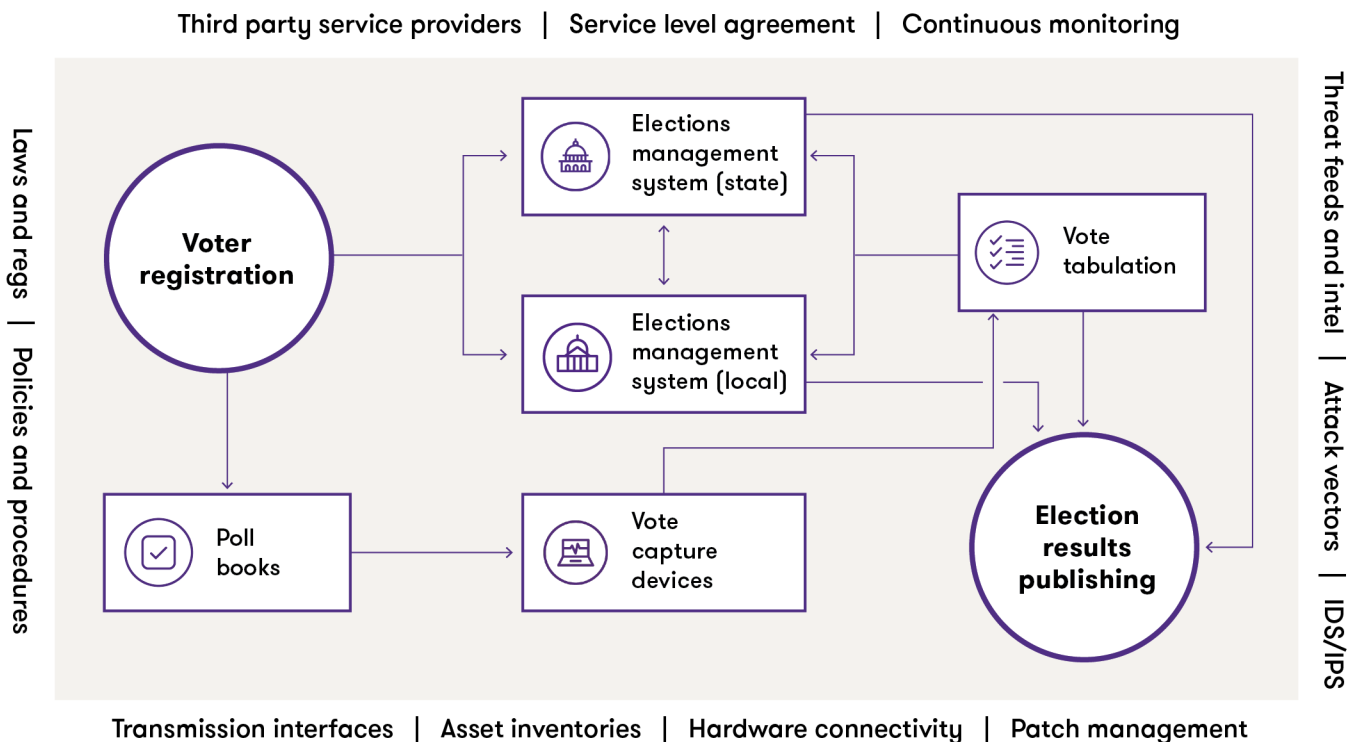 Third party service providers | Service level agreement | Continuous monitoring
Laws and regs | Policies and procedures
Voter
registration
Elections
management
system (state)
Elections
management
system (local)
Vote
tabulation
Poll
books
Vote
capture
devices
Election
results
publishing
Threat feeds and intel | Attack vectors | IDS/IPS
Transmission interfaces | Asset inventories | Hardware connectivity | Patch management